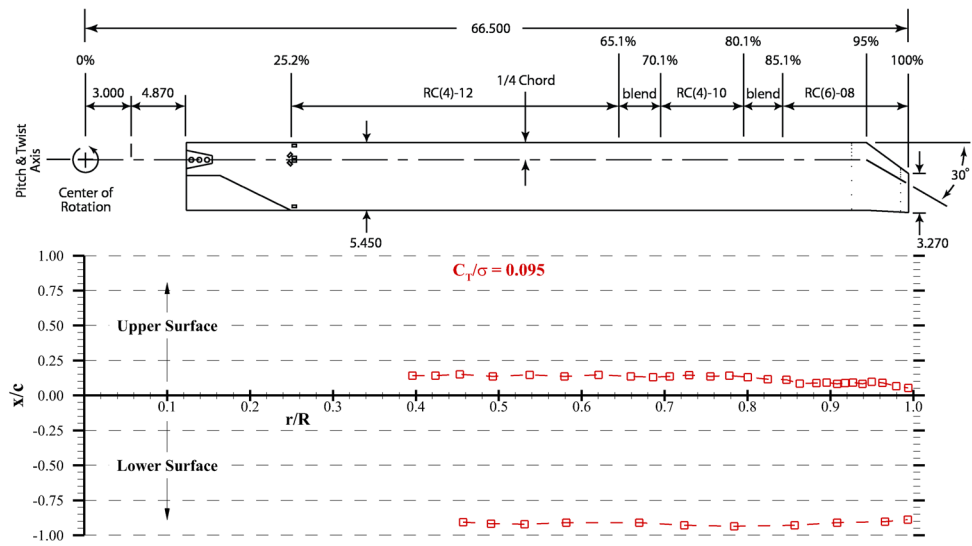 66.500
65.1% 80.1% 95%
0% 25.2% 70.1% 85.1% 100%
1/4 Chord
3.000 4.870 RC(4)-12 blend RC(4)-10 blend RC(6)-08
Pitch & Twist
Axis
Center of
Rotation
30°
5.450 3.270
1.00
C_T/σ = 0.095
0.75
Upper Surface
0.50
0.25
0.00
0.1 0.2 0.3 0.4 0.5 0.6 0.7 0.8 0.9 1.0
x/c
r/R
-0.25
Lower Surface
-0.50
-0.75
-1.00